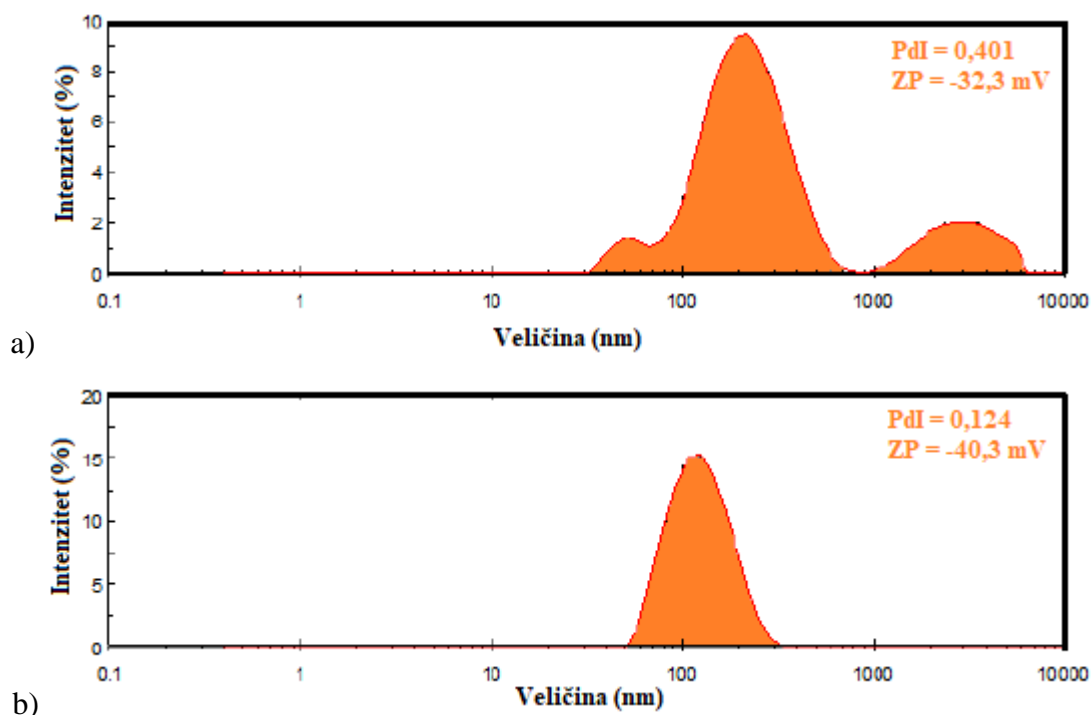 10
8
6
4
2
0
Intenzitet (%)
PdI = 0,401
ZP = -32,3 mV
0.1 1 10 100 1000 10000
Veličina (nm)
a)
20
15
10
5
0
Intenzitet (%)
PdI = 0,124
ZP = -40,3 mV
0.1 1 10 100 1000 10000
Veličina (nm)
b)